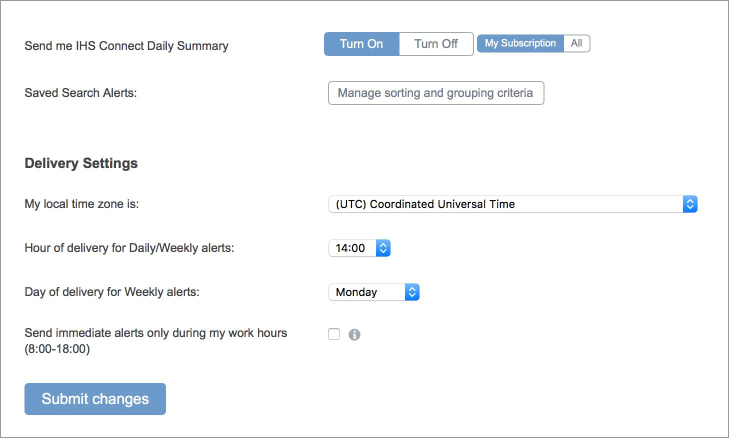 Send me IHS Connect Daily Summary Turn On Turn Off My Subscription All
Saved Search Alerts: Manage sorting and grouping criteria
Delivery Settings
My local time zone is: (UTC) Coordinated Universal Time
Hour of delivery for Daily/Weekly alerts: 14:00
Day of delivery for Weekly alerts: Monday
Send immediate alerts only during my work hours
(8:00-18:00)
Submit changes